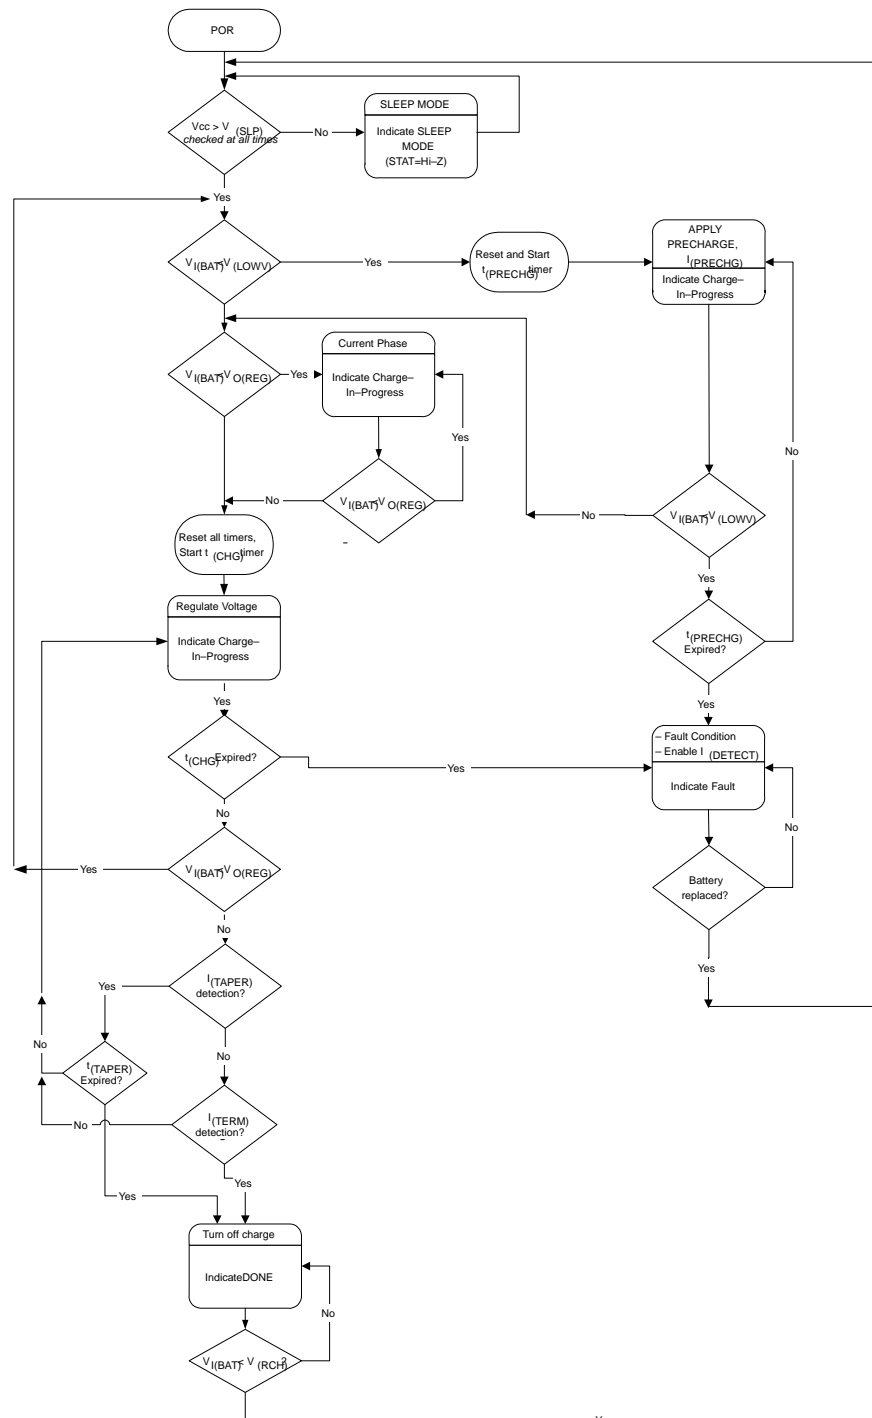 POR
SLEEP MODE
Vcc > V (SLP)
checked at all times
No
Indicate SLEEP
MODE
(STAT=Hi–Z)
Yes
APPLY
PRECHARGE,
I(PRECHG)
Reset and Start
t(PRECHG) timer
VI(BAT)<V (LOWV)
Yes
Indicate Charge–
In–Progress
Current Phase
VI(BAT)<V O(REG)
Yes
Indicate Charge–
In–Progress
Yes
No
No
VI(BAT)<V O(REG)
No
VI(BAT)<V (LOWV)
Reset all timers,
Start t (CHG) timer
Yes
Regulate Voltage
Indicate Charge–
In–Progress
t(PRECHG)
Expired?
Yes
Yes
– Fault Condition
– Enable I (DETECT)
t(CHG) Expired?
Yes
Indicate Fault
No
No
Yes
VI(BAT)<V O(REG)
Battery
replaced?
No
Yes
I(TAPER)
detection?
Yes
No
No
t(TAPER)
Expired?
I(TERM)
detection?
No
Yes
Yes
Turn off charge
IndicateDONE
No
VI(BAT)< V (RCH)?